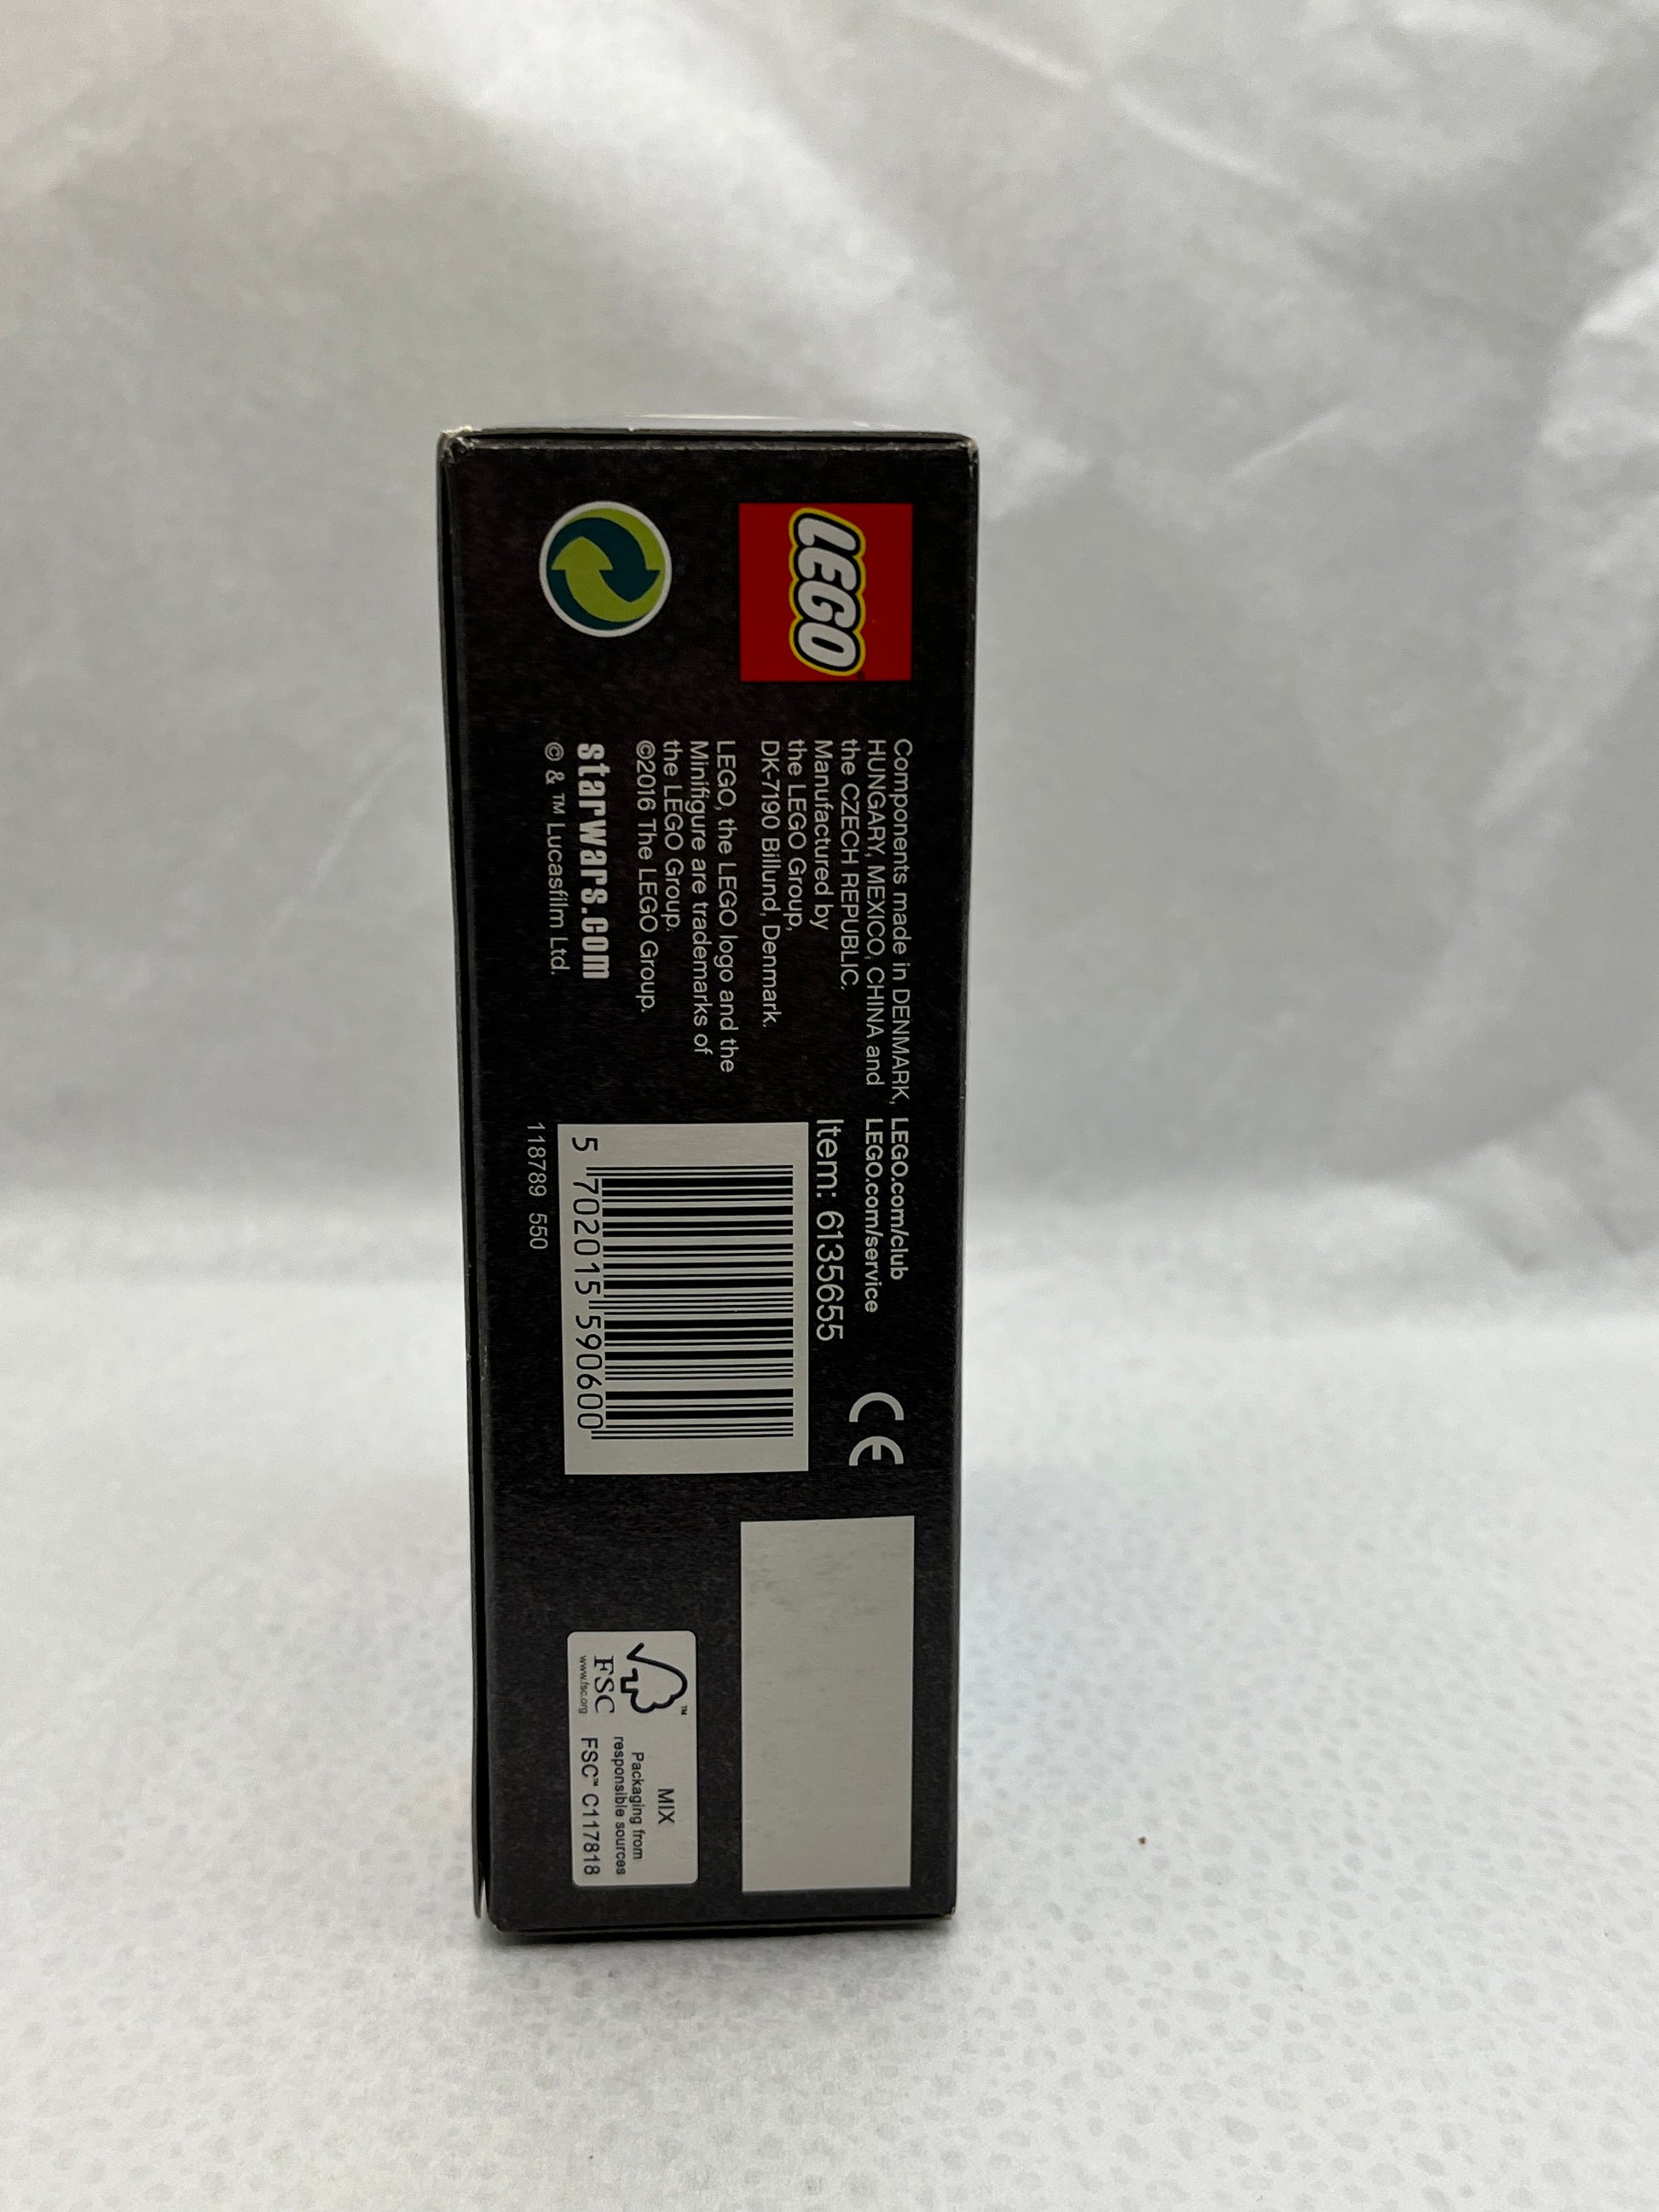 LEGO
Components made in DENMARK,
HUNGARY, MEXICO, CHINA and
the CZECH REPUBLIC.
Manufactured by
the LEGO Group,
DK-7190 Billund, Denmark.
LEGO, the LEGO logo and the
Minifigure are trademarks of
the LEGO Group.
©2016 The LEGO Group.
starwars.com
© & ™ Lucasfilm Ltd.
LEGO.com/club
LEGO.com/service
Item: 6135655
CE
5 702015 590600
118789 550
™
FSC
www.fsc.org
MIX
Packaging from
responsible sources
FSC™ C117818